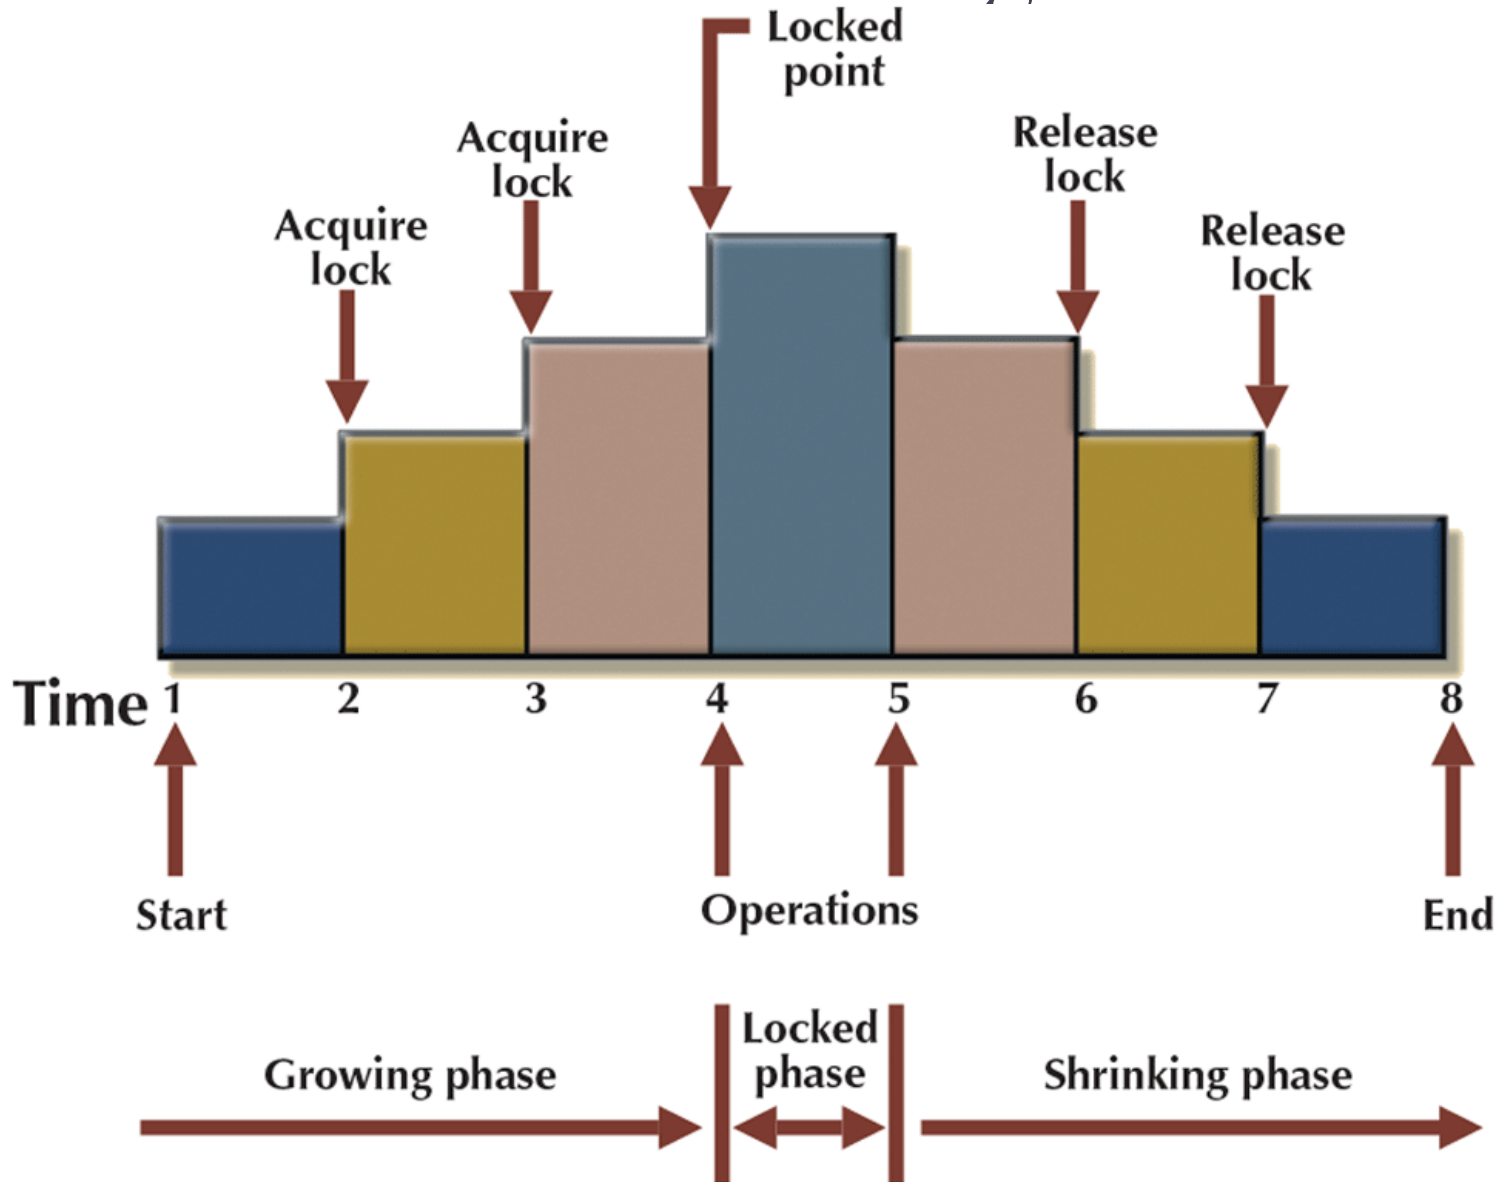 Locked
point
Acquire
lock
Release
lock
Acquire
lock
Release
lock
Time 1 2 3 4 5 6 7 8
Start
Operations
End
Locked
phase
Growing phase
Shrinking phase